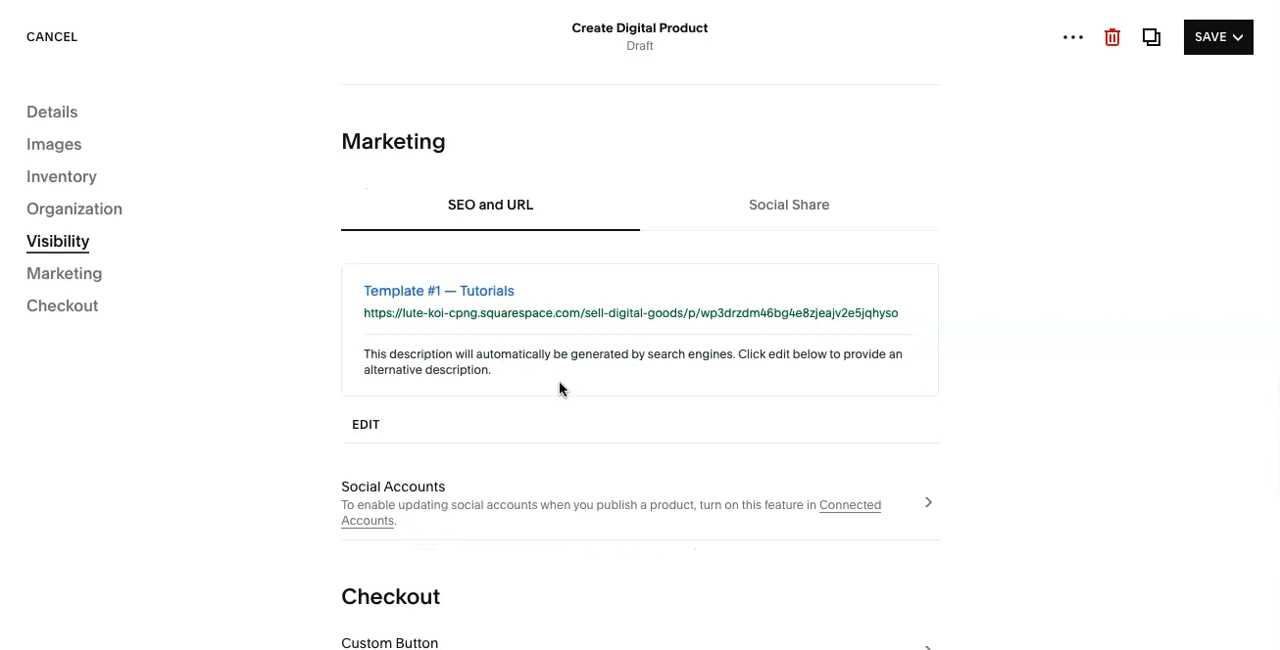 CANCEL
Create Digital Product
Draft
SAVE
Details
Images
Inventory
Organization
Visibility
Marketing
Checkout
Marketing
SEO and URL
Social Share
Template #1 — Tutorials
https://lute-koi-cpng.squarespace.com/sell-digital-goods/p/wp3drzdm46bg4e8zjeajv2e5jqhyso
This description will automatically be generated by search engines. Click edit below to provide an
alternative description.
EDIT
Social Accounts
To enable updating social accounts when you publish a product, turn on this feature in Connected
Accounts.
Checkout
Custom Button